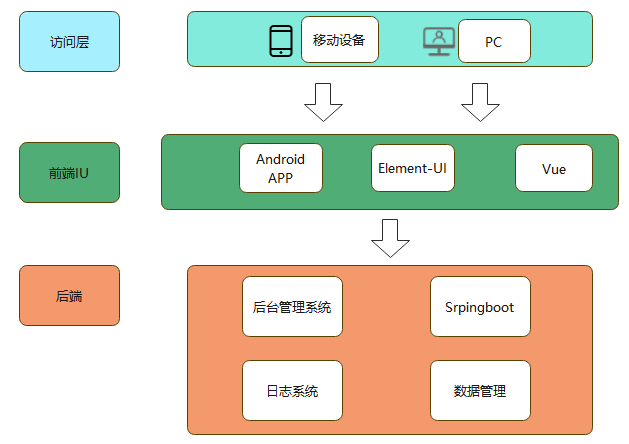 访问层
移动设备
PC
前端IU
Android
APP
Element-UI
Vue
后端
后台管理系统
Srpingboot
日志系统
数据管理